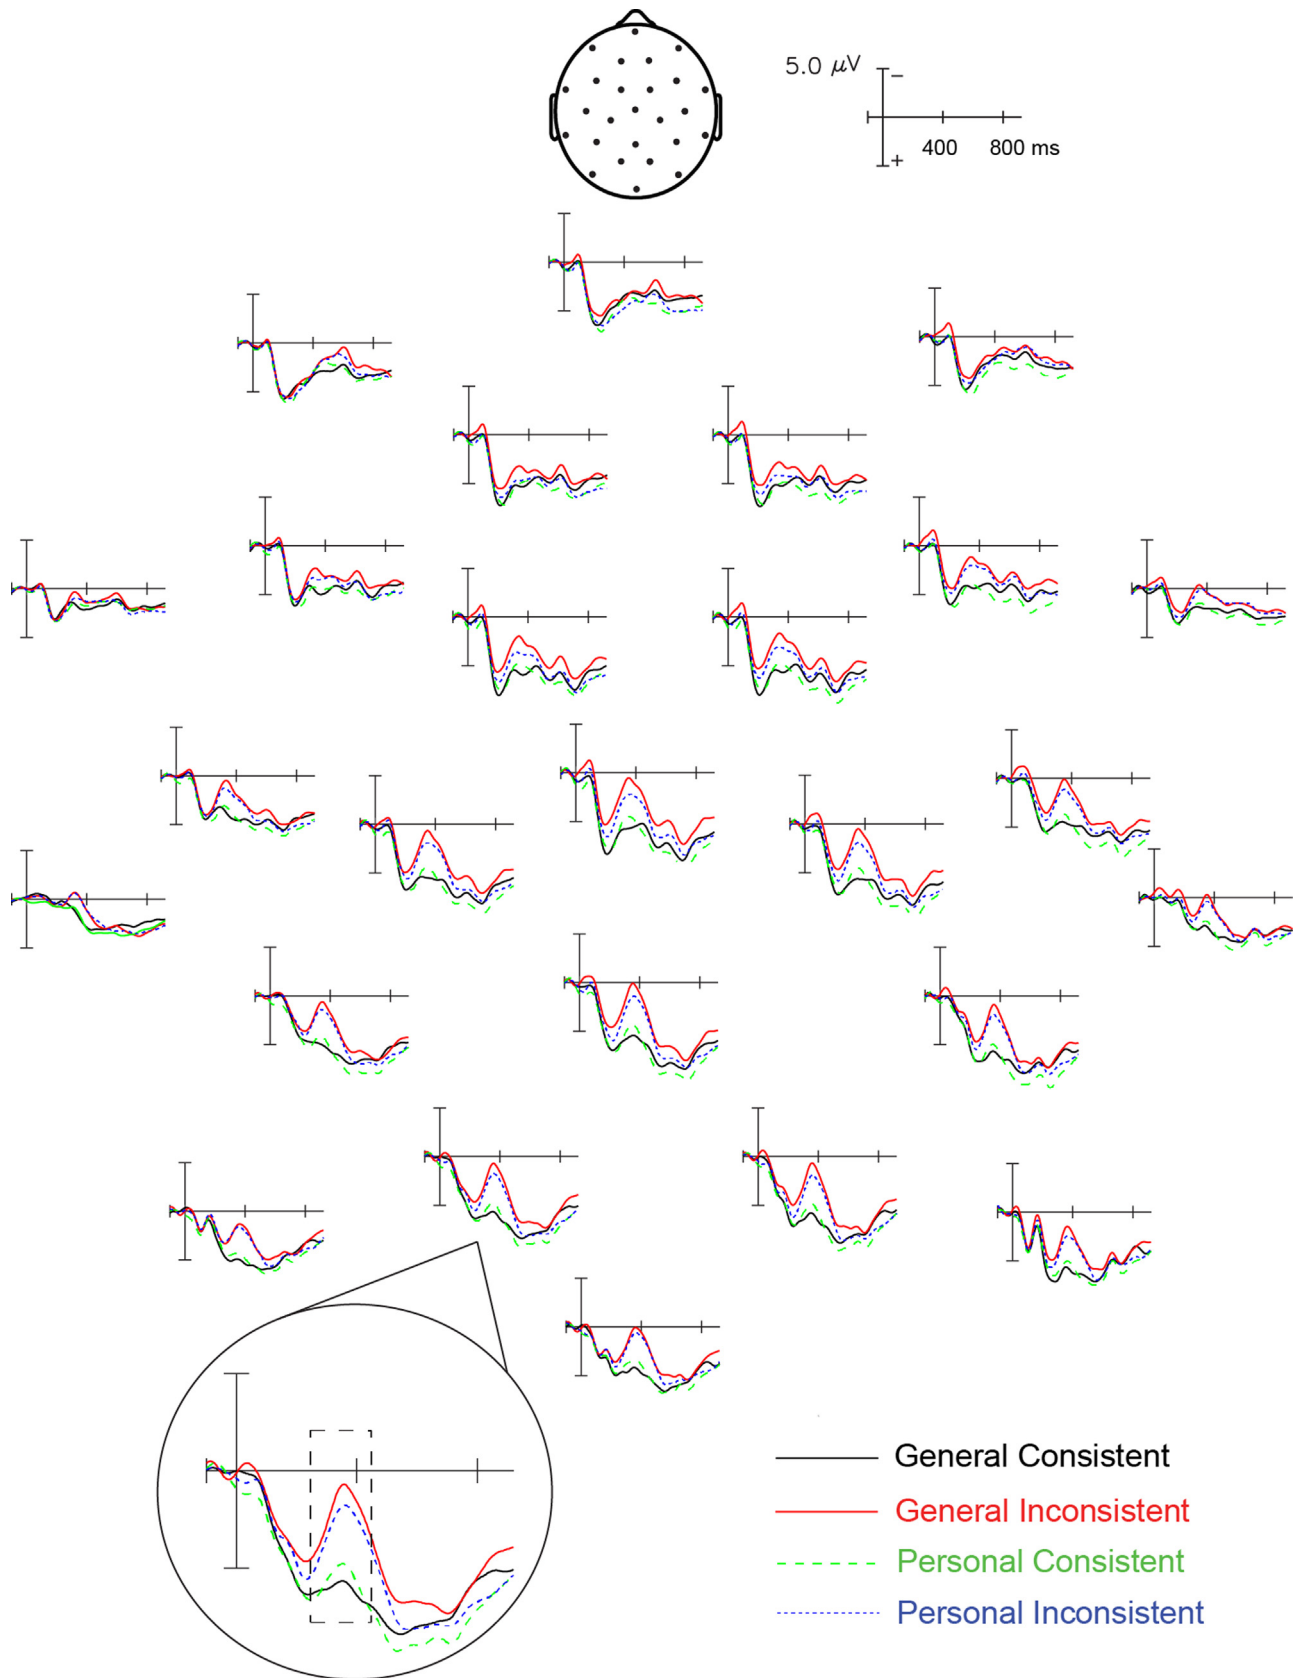 5.0 μV
−
400 800 ms
+
General Consistent
General Inconsistent
Personal Consistent
Personal Inconsistent